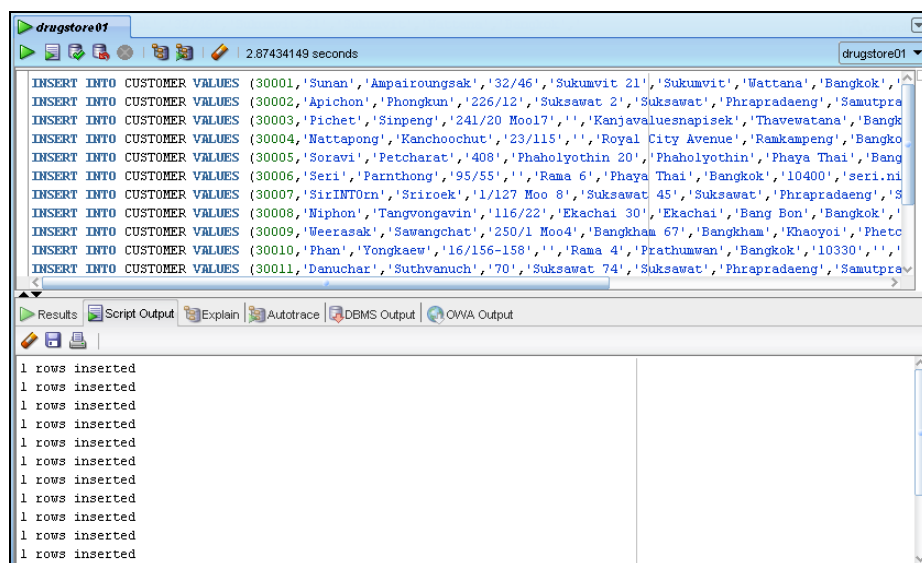 drugstore01
2.87434149 seconds
drugstore01
INSERT INTO CUSTOMER VALUES (30001,'Sunan','Ampairoungsak','32/46','Sukumvit 21','Sukumvit','Wattana','Bangkok','
INSERT INTO CUSTOMER VALUES (30002,'Apichon','Phongkun','226/12','Suksawat 2','Suksawat','Phrapradaeng','Samutpra
INSERT INTO CUSTOMER VALUES (30003,'Pichet','Sinpeng','241/20 Moo17','','Kanjavaluesnapisek','Thavewatana','Bangk
INSERT INTO CUSTOMER VALUES (30004,'Nattapong','Kanchoochut','23/115','','Royal City Avenue','Ramkampeng','Bangko
INSERT INTO CUSTOMER VALUES (30005,'Soravi','Petcharat','408','Phaholyothin 20','Phaholyothin','Phaya Thai','Bang
INSERT INTO CUSTOMER VALUES (30006,'Seri','Parnthong','95/55','','Rama 6','Phaya Thai','Bangkok','10400','seri.ni
INSERT INTO CUSTOMER VALUES (30007,'SirINTOrn','Sriroek','1/127 Moo 8','Suksawat 45','Suksawat','Phrapradaeng','S
INSERT INTO CUSTOMER VALUES (30008,'Niphon','Tangvongavin','116/22','Ekachai 30','Ekachai','Bang Bon','Bangkok','
INSERT INTO CUSTOMER VALUES (30009,'Weerasak','Sawangchat','250/1 Moo4','Bangkham 67','Bangkham','Khaoyoi','Phetc
INSERT INTO CUSTOMER VALUES (30010,'Phan','Yongkaew','16/156-158','','Rama 4','Prathumwan','Bangkok','10330','','
INSERT INTO CUSTOMER VALUES (30011,'Danuchar','Suthvanuch','70','Suksawat 74','Suksawat','Phrapradaeng','Samutpra
Results Script Output Explain Autotrace DBMS Output OWA Output
1 rows inserted
1 rows inserted
1 rows inserted
1 rows inserted
1 rows inserted
1 rows inserted
1 rows inserted
1 rows inserted
1 rows inserted
1 rows inserted
1 rows inserted